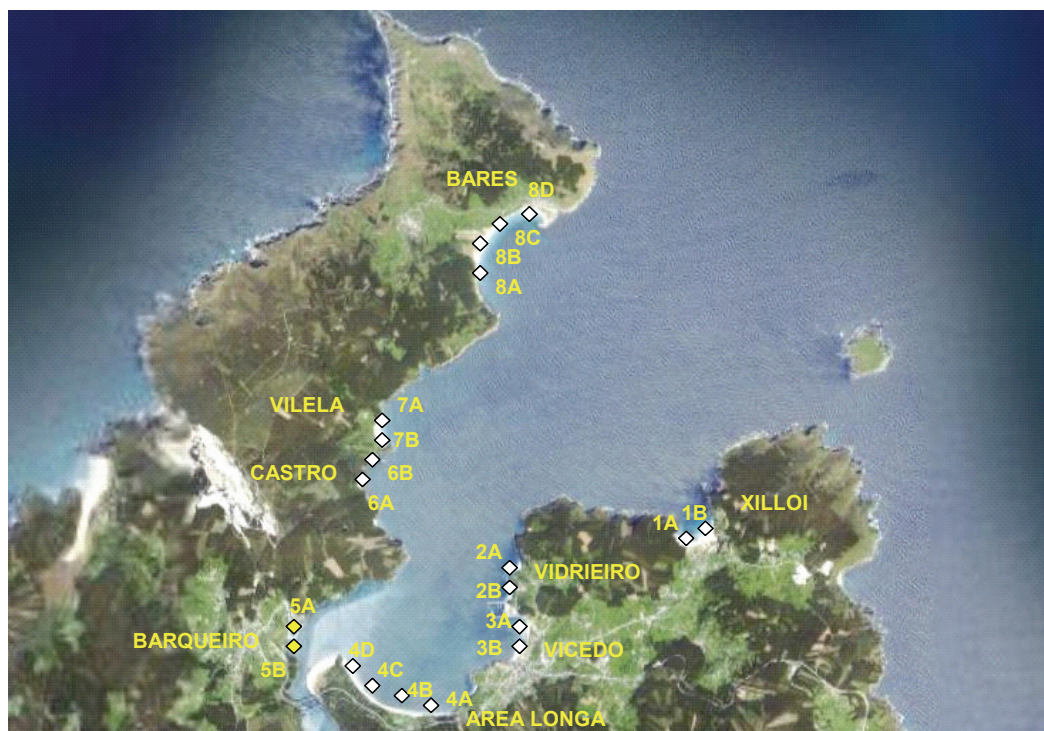 BARES
8D
8C
8B
8A
VILELA
7A
7B
CASTRO
6B
6A
XILLOI
1B
1A
2A
VIDRIEIRO
2B
5A
3A
BARQUEIRO
3B
VICEDO
5B
4D
4C
4B
4A
AREA LONGA